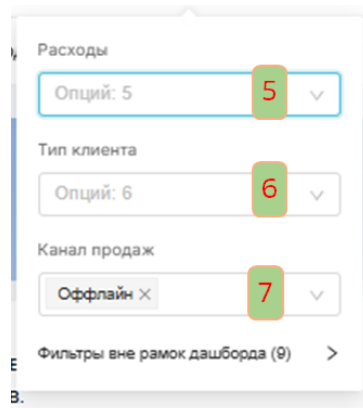 Расходы
Опций: 5 5
Тип клиента
Опций: 6 6
Канал продаж
Оффлайн × 7
Фильтры вне рамок дашборда (9) >
В.